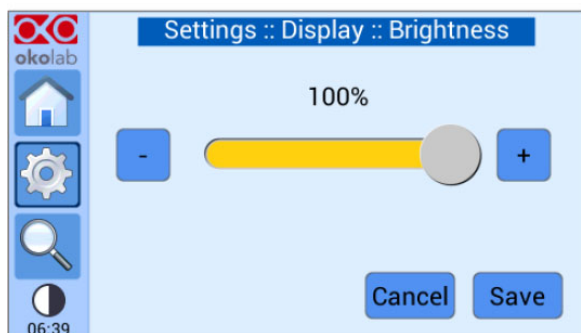 okolab
Settings :: Display :: Brightness
100%
-
+
Cancel
Save
06:39